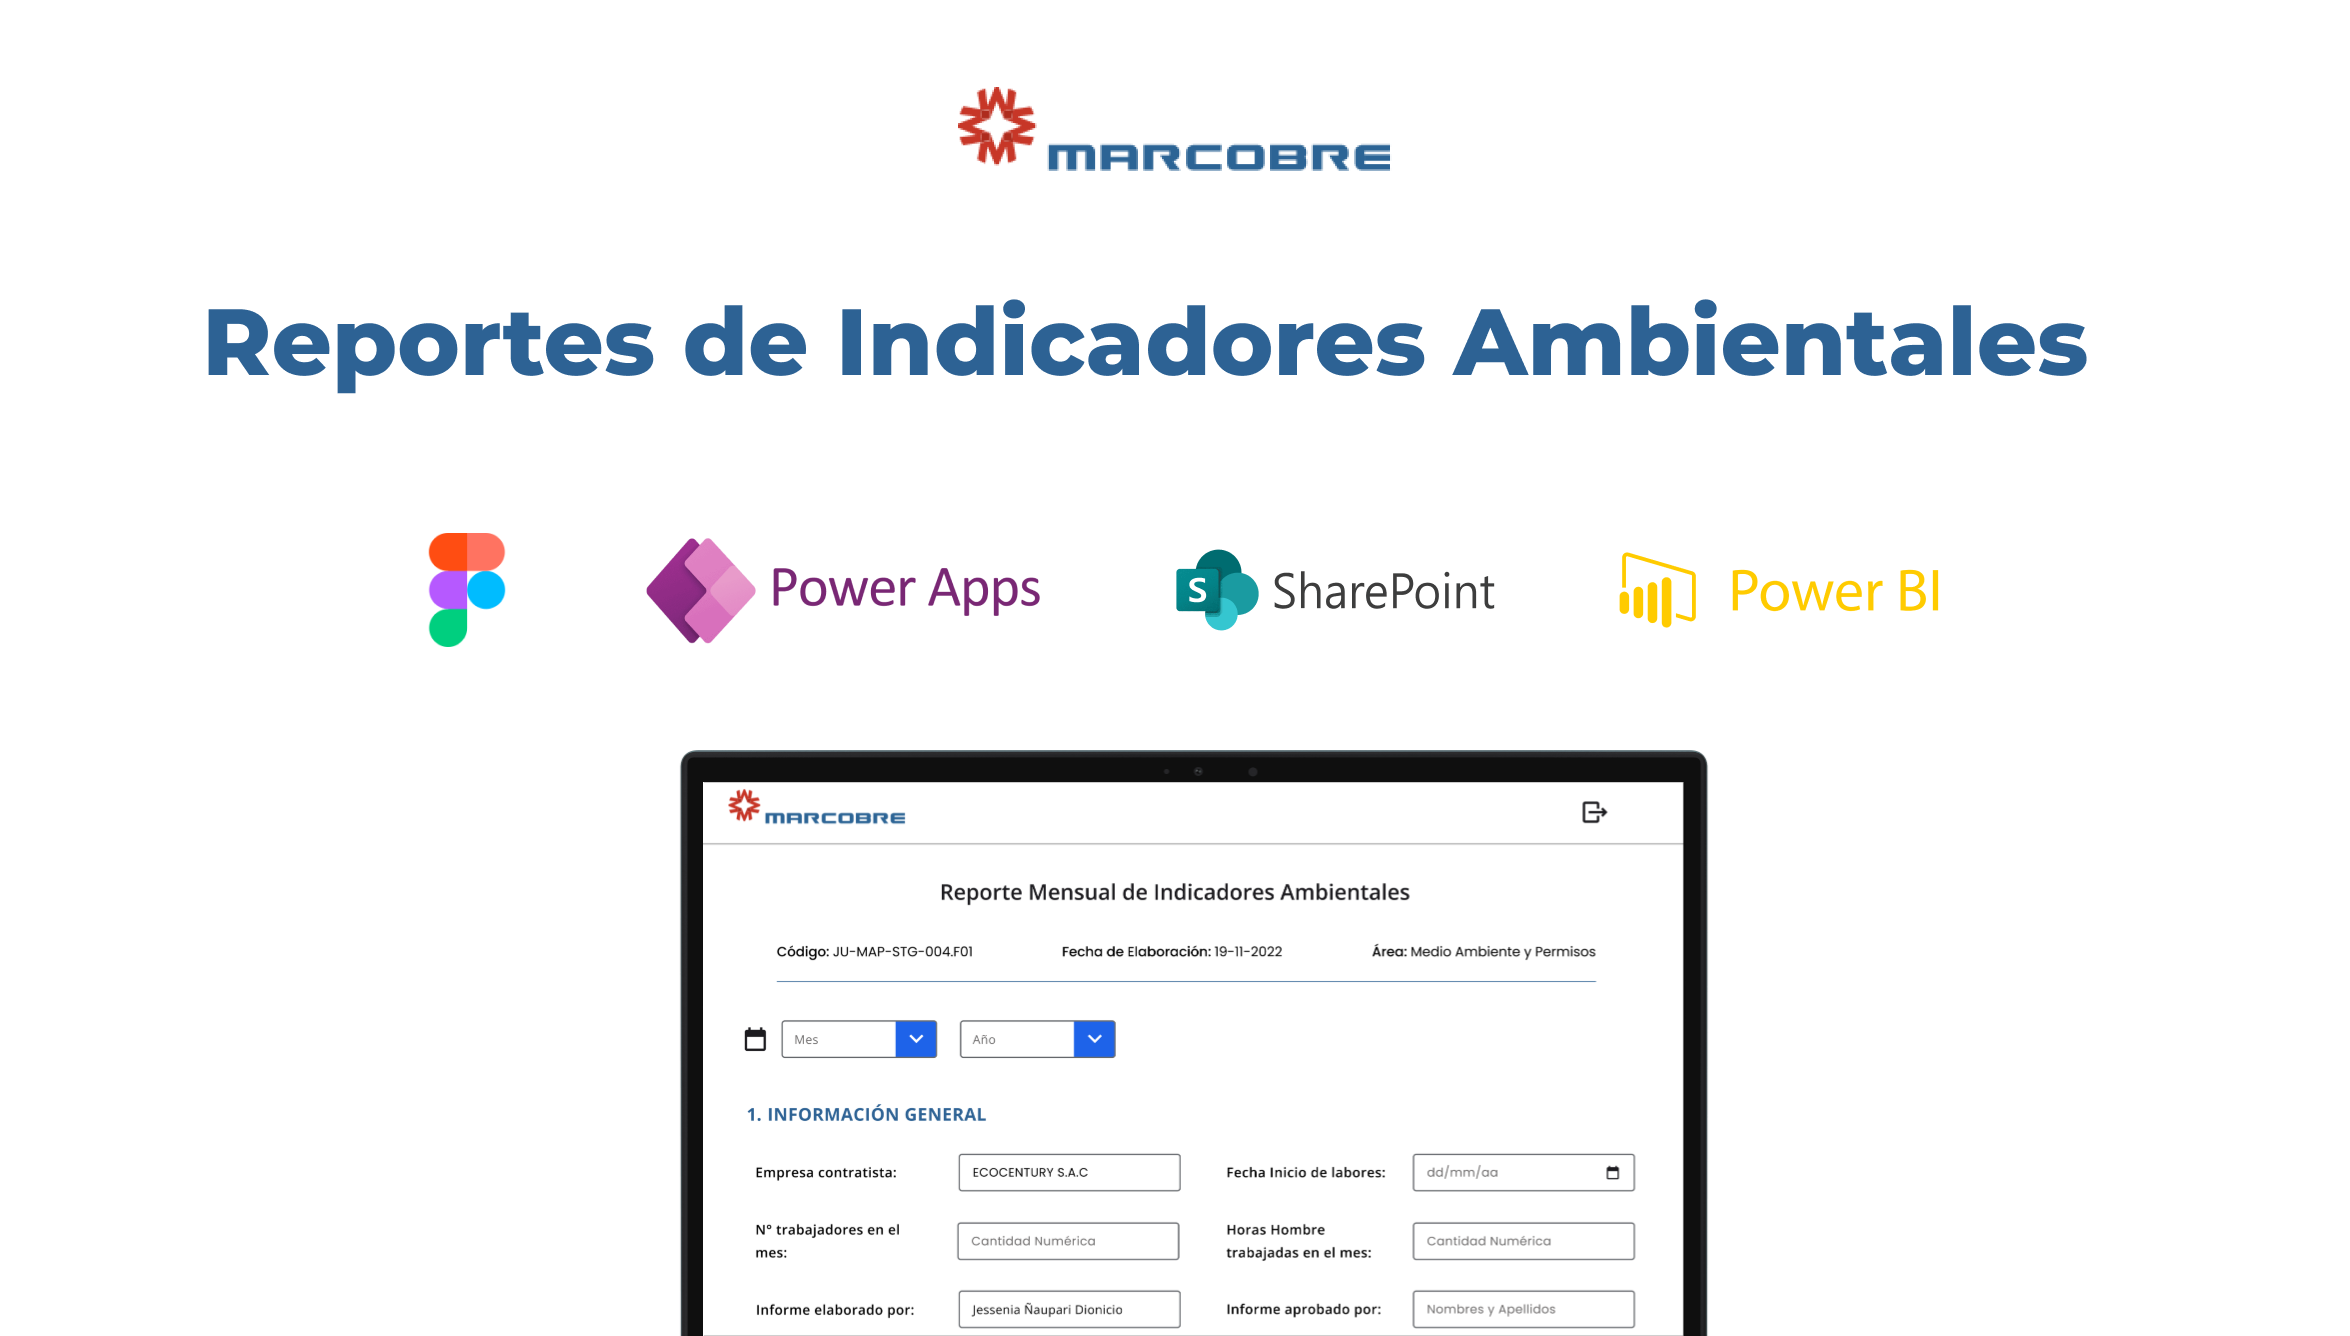 MARCOBRE
Reportes de Indicadores Ambientales
Power Apps
S SharePoint
Power BI
MARCOBRE
Reporte Mensual de Indicadores Ambientales
Código: JU-MAP-STG-004.F01 Fecha de Elaboración: 19-11-2022 Área: Medio Ambiente y Permisos
Mes Año
1. INFORMACIÓN GENERAL
Empresa contratista: ECOCENTURY S.A.C Fecha Inicio de labores: dd/mm/aa
N° trabajadores en el
mes:
Cantidad Numérica
Horas Hombre
trabajadas en el mes:
Cantidad Numérica
Informe elaborado por: Jessenia Ñaupari Dionicio Informe aprobado por: Nombres y Apellidos